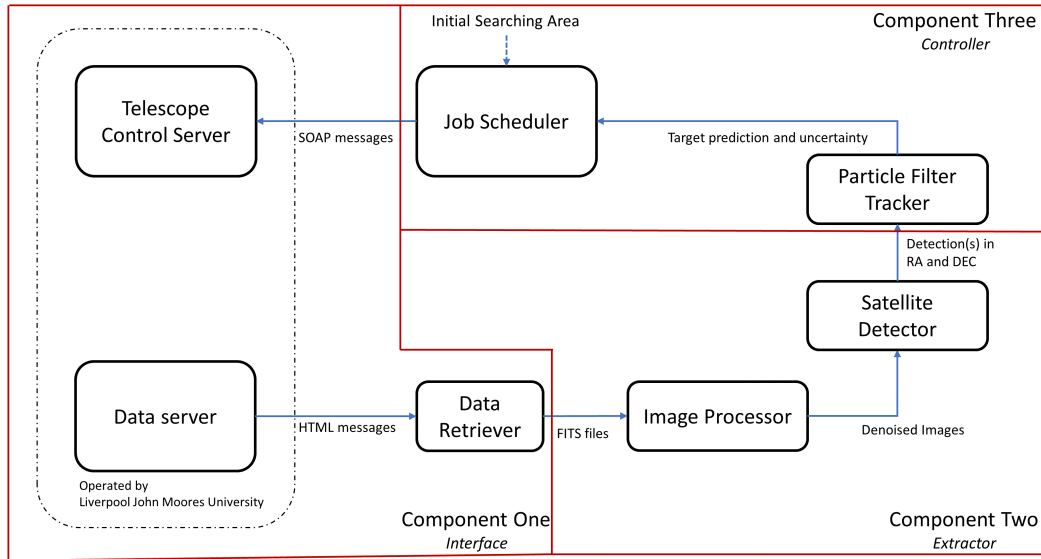 Initial Searching Area
Component Three
Controller
Telescope
Control Server
SOAP messages
Job Scheduler
Target prediction and uncertainty
Particle Filter
Tracker
Detection(s) in
RA and DEC
Satellite
Detector
Data server
HTML messages
Data
Retriever
FITS files
Image Processor
Denoised Images
Operated by
Liverpool John Moores University
Component One
Interface
Component Two
Extractor